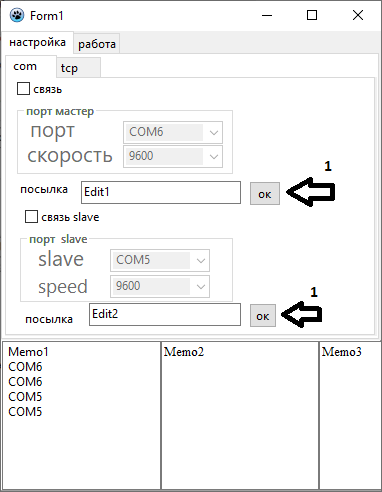 Form1
настройка работа
com tcp
связь
порт мастер
порт COM6
скорость 9600
1
посылка Edit1 ок
связь slave
порт slave
slave COM5
speed 9600
1
посылка Edit2 ок
Memo1 Memo2 Memo3
COM6
COM6
COM5
COM5